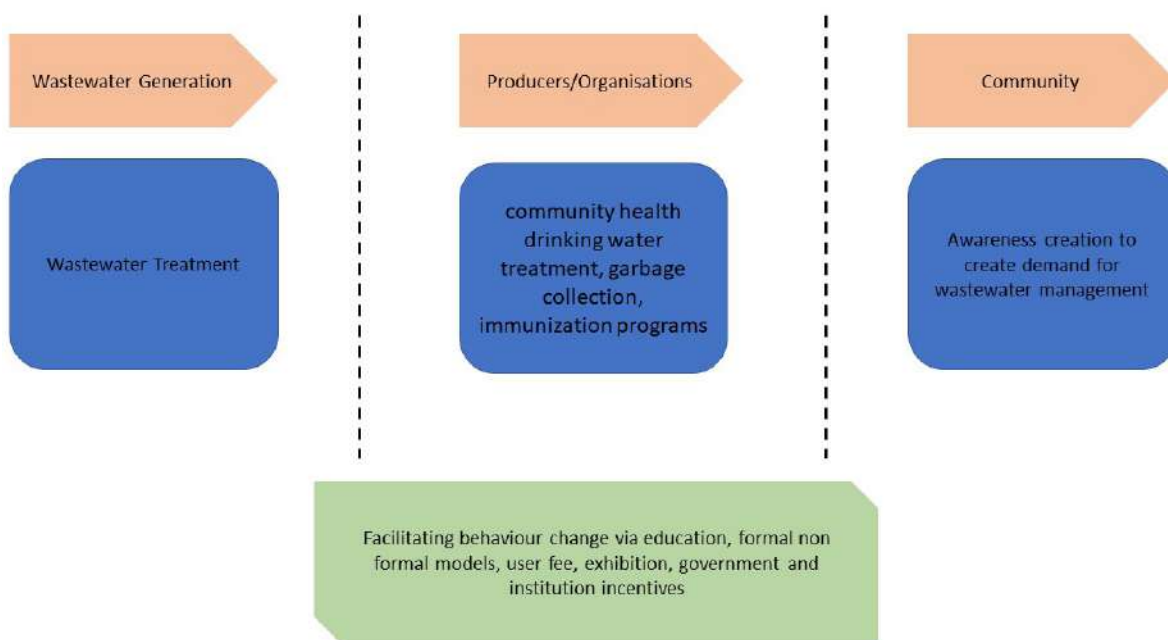 Wastewater Generation
Producers/Organisations
Community
Wastewater Treatment
community health
drinking water
treatment, garbage
collection,
immunization programs
Awareness creation to
create demand for
wastewater management
Facilitating behaviour change via education, formal non
formal models, user fee, exhibition, government and
institution incentives